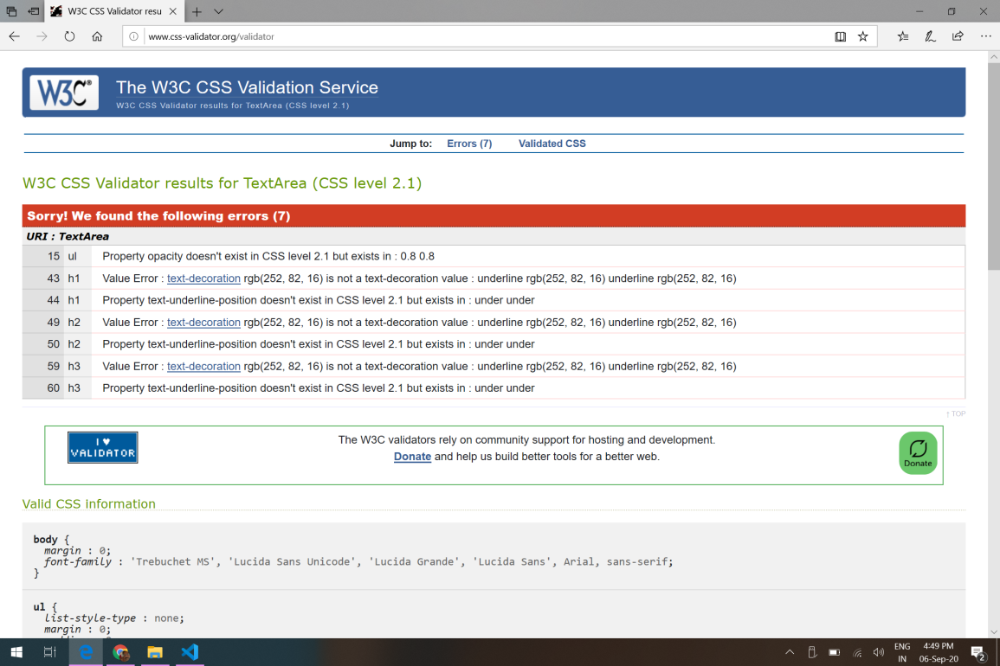 W3C CSS Validator resu
www.css-validator.org/validator
W3C®
The W3C CSS Validation Service
W3C CSS Validator results for TextArea (CSS level 2.1)
Jump to: Errors (7) Validated CSS
W3C CSS Validator results for TextArea (CSS level 2.1)
Sorry! We found the following errors (7)
URI : TextArea
15 ul Property opacity doesn't exist in CSS level 2.1 but exists in : 0.8 0.8
43 h1 Value Error : text-decoration rgb(252, 82, 16) is not a text-decoration value : underline rgb(252, 82, 16) underline rgb(252, 82, 16)
44 h1 Property text-underline-position doesn't exist in CSS level 2.1 but exists in : under under
49 h2 Value Error : text-decoration rgb(252, 82, 16) is not a text-decoration value : underline rgb(252, 82, 16) underline rgb(252, 82, 16)
50 h2 Property text-underline-position doesn't exist in CSS level 2.1 but exists in : under under
59 h3 Value Error : text-decoration rgb(252, 82, 16) is not a text-decoration value : underline rgb(252, 82, 16) underline rgb(252, 82, 16)
60 h3 Property text-underline-position doesn't exist in CSS level 2.1 but exists in : under under
↑ TOP
I ♥
VALIDATOR
The W3C validators rely on community support for hosting and development.
Donate and help us build better tools for a better web.
Donate
Valid CSS information
body {
margin : 0;
font-family : 'Trebuchet MS', 'Lucida Sans Unicode', 'Lucida Grande', 'Lucida Sans', Arial, sans-serif;
}
ul {
list-style-type : none;
margin : 0;
ENG
IN
4:49 PM
06-Sep-20
2